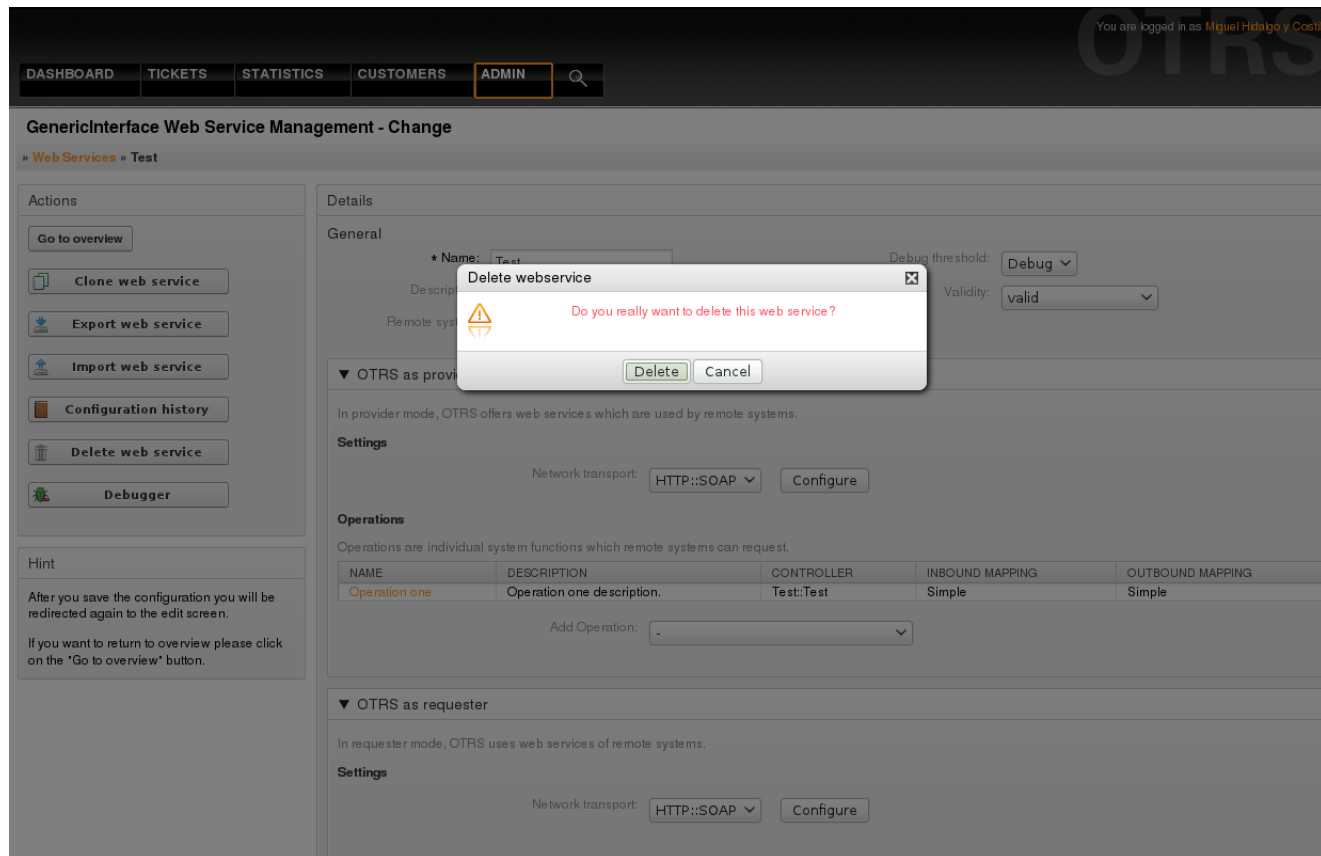 OTRS
You are logged in as Miguel Hidalgo y Costi
DASHBOARD TICKETS STATISTICS CUSTOMERS ADMIN
GenericInterface Web Service Management - Change
» Web Services » Test
Actions
Go to overview
Clone web service
Export web service
Import web service
Configuration history
Delete web service
Debugger
Hint
After you save the configuration you will be
redirected again to the edit screen.
If you want to return to overview please click
on the "Go to overview" button.
Details
General
* Name: Test
Descrip
Remote syst
Debug threshold: Debug
Validity: valid
Delete webservice
Do you really want to delete this web service?
Delete Cancel
▼ OTRS as provi
In provider mode, OTRS offers web services which are used by remote systems.
Settings
Network transport: HTTP::SOAP Configure
Operations
Operations are individual system functions which remote systems can request.
NAME DESCRIPTION CONTROLLER INBOUND MAPPING OUTBOUND MAPPING
Operation one Operation one description. Test::Test Simple Simple
Add Operation: -
▼ OTRS as requester
In requester mode, OTRS uses web services of remote systems.
Settings
Network transport: HTTP::SOAP Configure